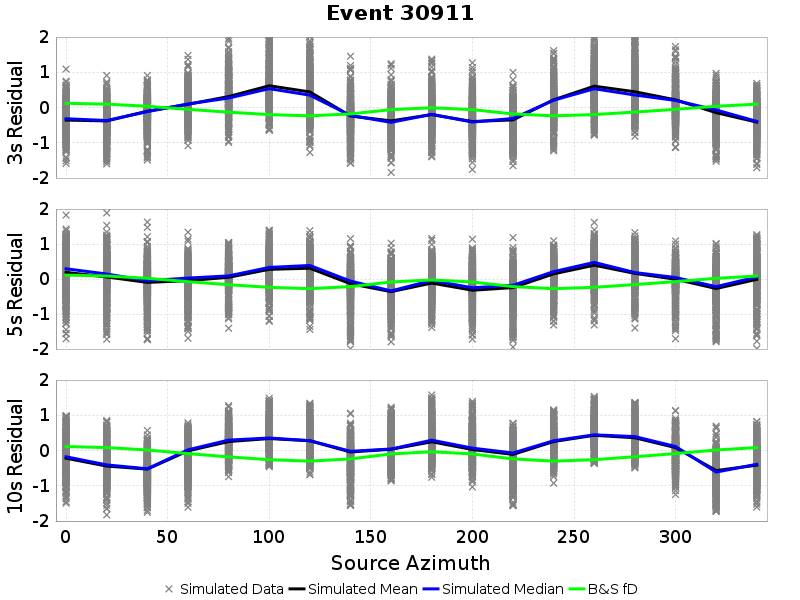 Event 30911
3s Residual
2
1
0
-1
-2
5s Residual
2
1
0
-1
-2
10s Residual
2
1
0
-1
-2
0 50 100 150 200 250 300
Source Azimuth
Simulated Data Simulated Mean Simulated Median B&S fD